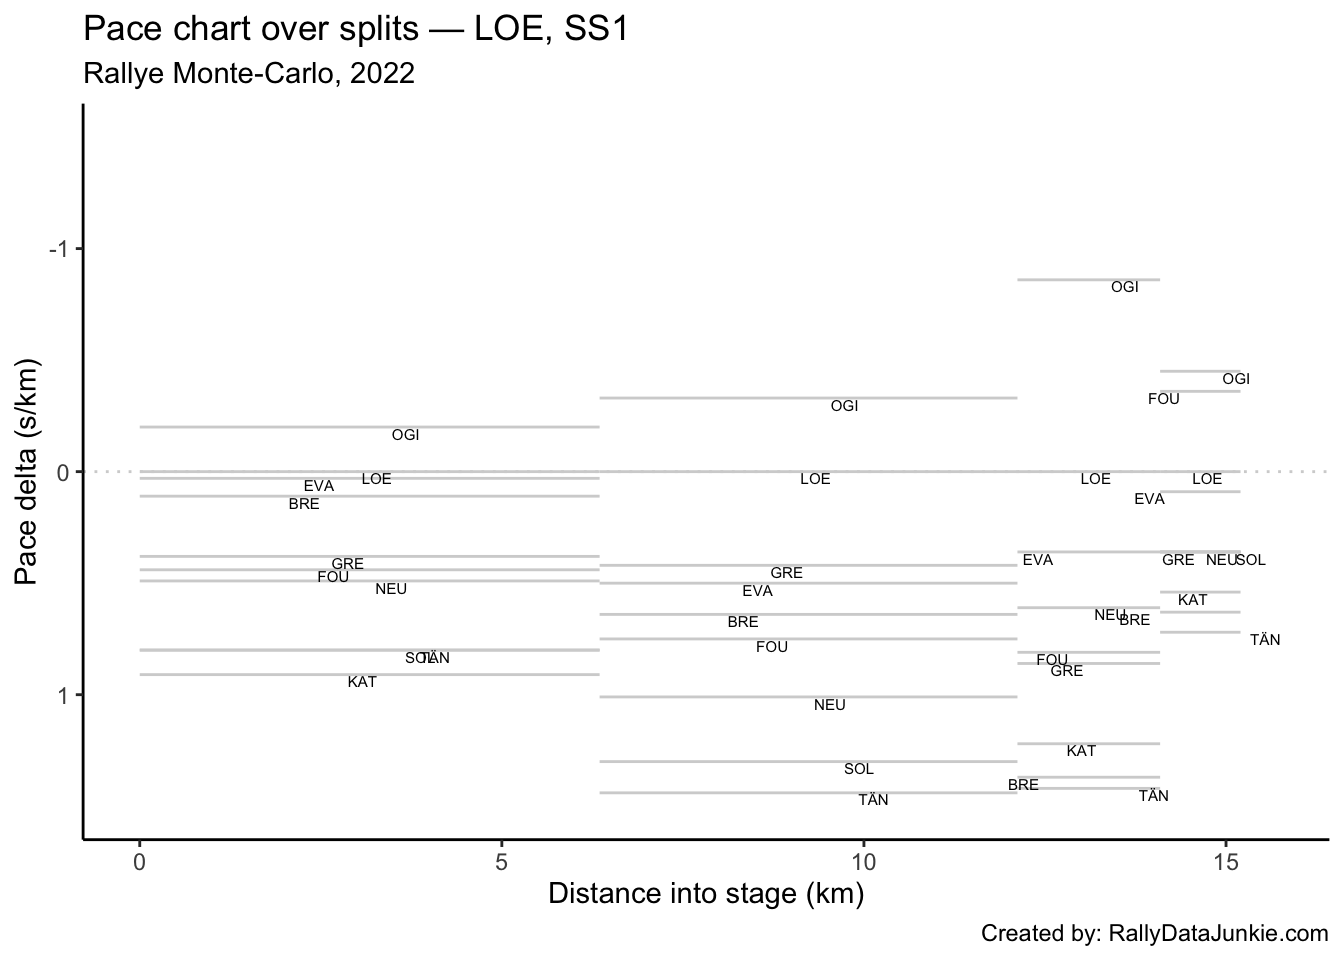 Pace chart over splits — LOE, SS1
Rallye Monte-Carlo, 2022
Pace delta (s/km)
-1
0
1
OGI
OGI
FOU
OGI
OGI
LOE
LOE
LOE
LOE
EVA
EVA
BRE
GRE
EVA
GRE
NEU
SOL
FOU
GRE
NEU
EVA
KAT
BRE
NEU
BRE
FOU
TÄN
SOL
TÄN
FOU
GRE
KAT
NEU
KAT
SOL
BRE
TÄN
TÄN
0
5
10
15
Distance into stage (km)
Created by: RallyDataJunkie.com